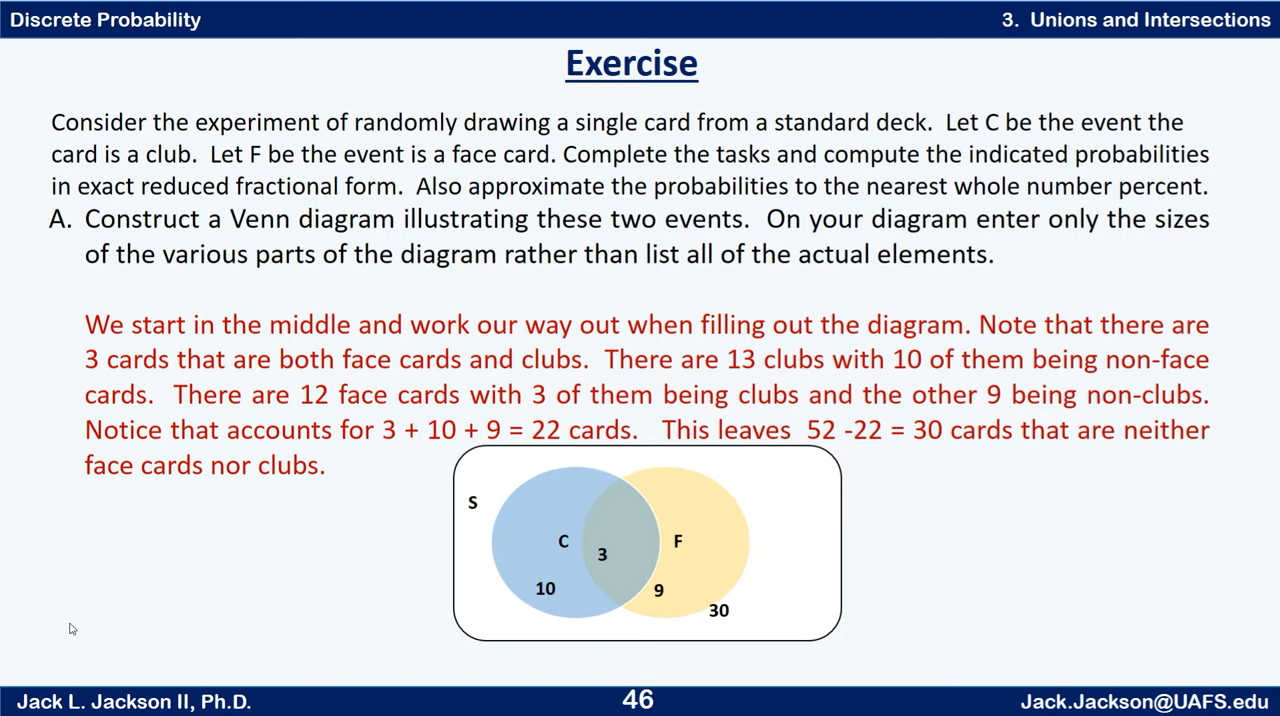 Discrete Probability
3. Unions and Intersections
Exercise
Consider the experiment of randomly drawing a single card from a standard deck. Let C be the event the
card is a club. Let F be the event is a face card. Complete the tasks and compute the indicated probabilities
in exact reduced fractional form. Also approximate the probabilities to the nearest whole number percent.
A. Construct a Venn diagram illustrating these two events. On your diagram enter only the sizes
of the various parts of the diagram rather than list all of the actual elements.
We start in the middle and work our way out when filling out the diagram. Note that there are
3 cards that are both face cards and clubs. There are 13 clubs with 10 of them being non-face
cards. There are 12 face cards with 3 of them being clubs and the other 9 being non-clubs.
Notice that accounts for 3 + 10 + 9 = 22 cards. This leaves 52 -22 = 30 cards that are neither
face cards nor clubs.
S
C
3
F
10
9
30
Jack L. Jackson II, Ph.D.
46
Jack.Jackson@UAFS.edu